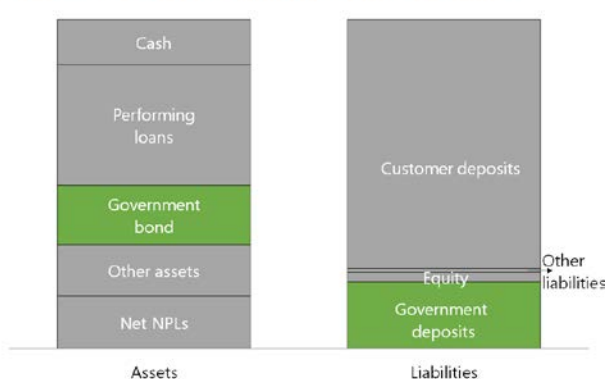 Cash
Performing
loans
Government
bond
Other assets
Net NPLs
Assets
Customer deposits
Other
liabilities
Equity
Government
deposits
Liabilities